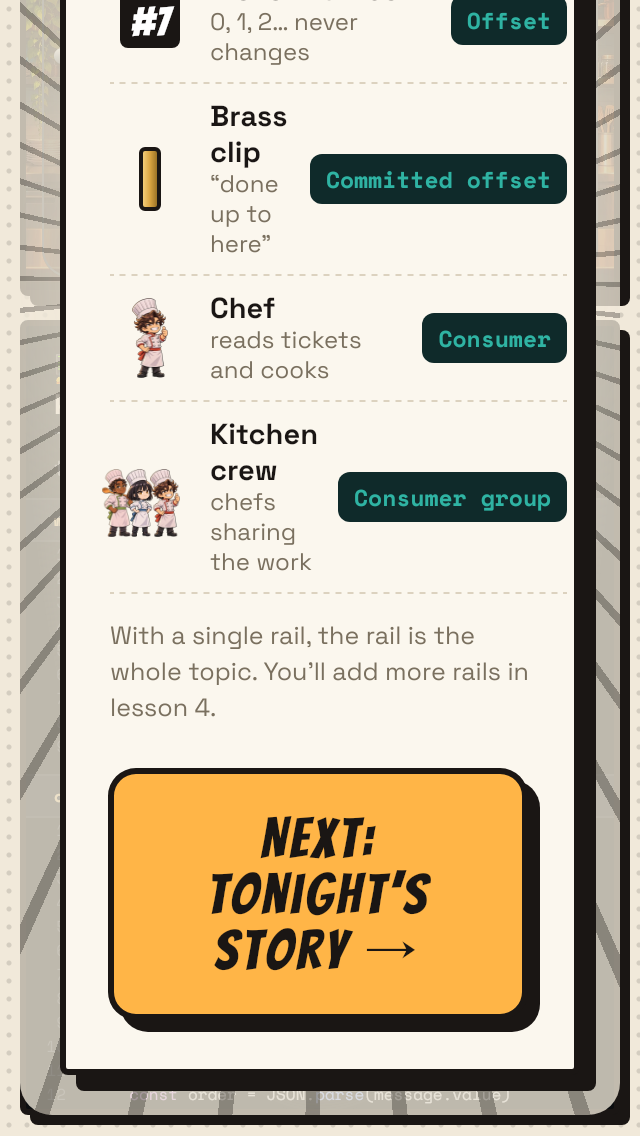 #7
0, 1, 2… never
changes
Offset
Brass
clip
“done
up to
here”
Committed offset
Chef
reads tickets
and cooks
Consumer
Kitchen
crew
chefs
sharing
the work
Consumer group
With a single rail, the rail is the
whole topic. You’ll add more rails in
lesson 4.
NEXT:
TONIGHT’S
STORY →
const order = JSON.parse(message.value)